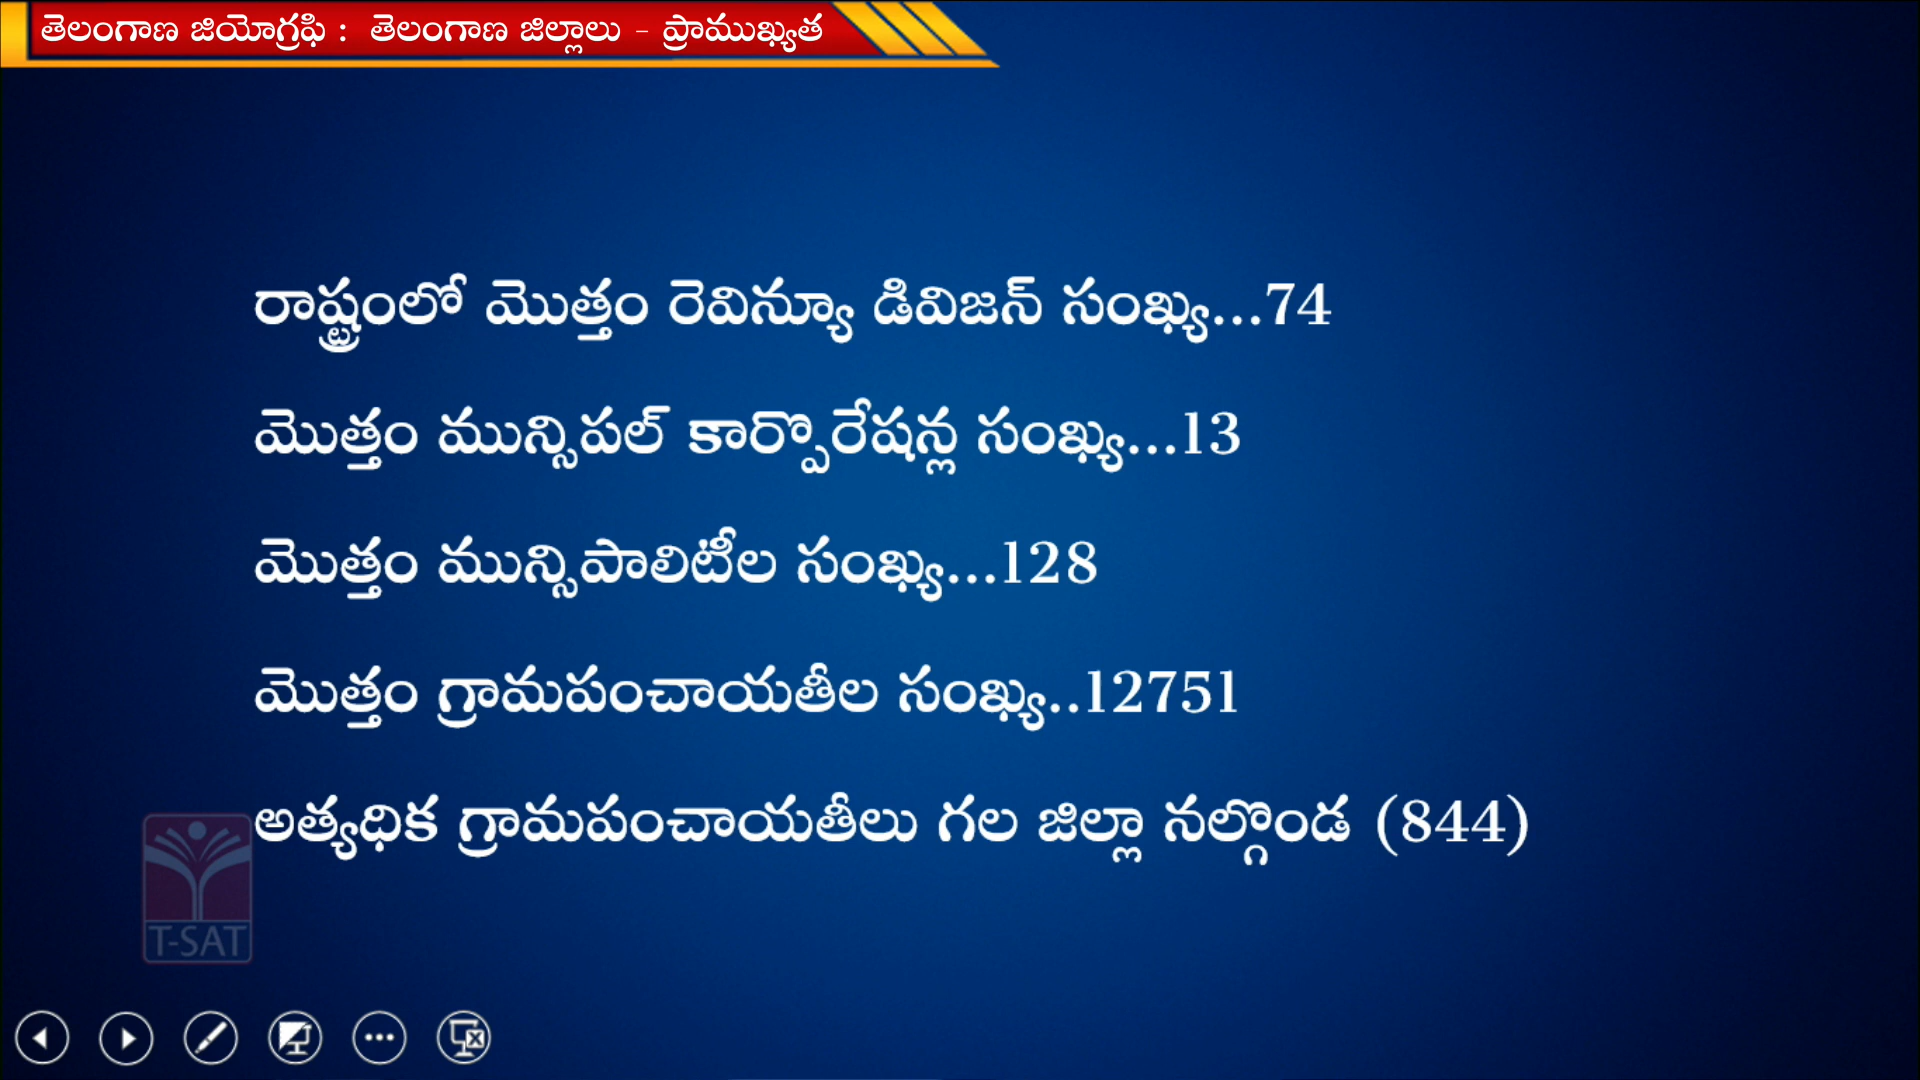 తెలంగాణ జియోగ్రఫి : తెలంగాణ జిల్లాలు - ప్రాముఖ్యత
రాష్ట్రంలో మొత్తం రెవిన్యూ డివిజన్ సంఖ్య...74
మొత్తం మున్సిపల్ కార్పొరేషన్ల సంఖ్య...13
మొత్తం మున్సిపాలిటీల సంఖ్య...128
మొత్తం గ్రామపంచాయతీల సంఖ్య..12751
అత్యధిక గ్రామపంచాయతీలు గల జిల్లా నల్గొండ (844)
T-SAT